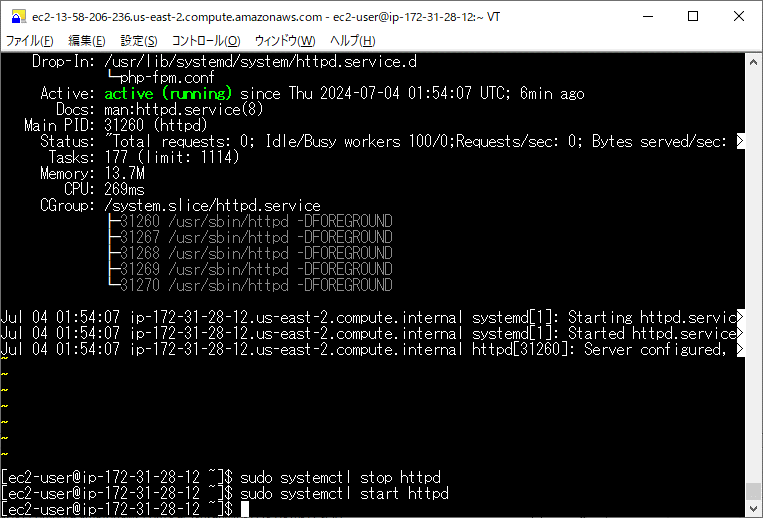 ec2-13-58-206-236.us-east-2.compute.amazonaws.com - ec2-user@ip-172-31-28-12:~ VT
ファイル(F) 編集(E) 設定(S) コントロール(O) ウィンドウ(W) ヘルプ(H)
Drop-In: /usr/lib/systemd/system/httpd.service.d
└─php-fpm.conf
Active: active (running) since Thu 2024-07-04 01:54:07 UTC; 6min ago
Docs: man:httpd.service(8)
Main PID: 31260 (httpd)
Status: "Total requests: 0; Idle/Busy workers 100/0;Requests/sec: 0; Bytes served/sec: >
Tasks: 177 (limit: 1114)
Memory: 13.7M
CPU: 269ms
CGroup: /system.slice/httpd.service
├─31260 /usr/sbin/httpd -DFOREGROUND
├─31267 /usr/sbin/httpd -DFOREGROUND
├─31268 /usr/sbin/httpd -DFOREGROUND
├─31269 /usr/sbin/httpd -DFOREGROUND
└─31270 /usr/sbin/httpd -DFOREGROUND
Jul 04 01:54:07 ip-172-31-28-12.us-east-2.compute.internal systemd[1]: Starting httpd.servic>
Jul 04 01:54:07 ip-172-31-28-12.us-east-2.compute.internal systemd[1]: Started httpd.service>
Jul 04 01:54:07 ip-172-31-28-12.us-east-2.compute.internal httpd[31260]: Server configured, >
~
~
~
~
~
~
~
[ec2-user@ip-172-31-28-12 ~]$ sudo systemctl stop httpd
[ec2-user@ip-172-31-28-12 ~]$ sudo systemctl start httpd
[ec2-user@ip-172-31-28-12 ~]$